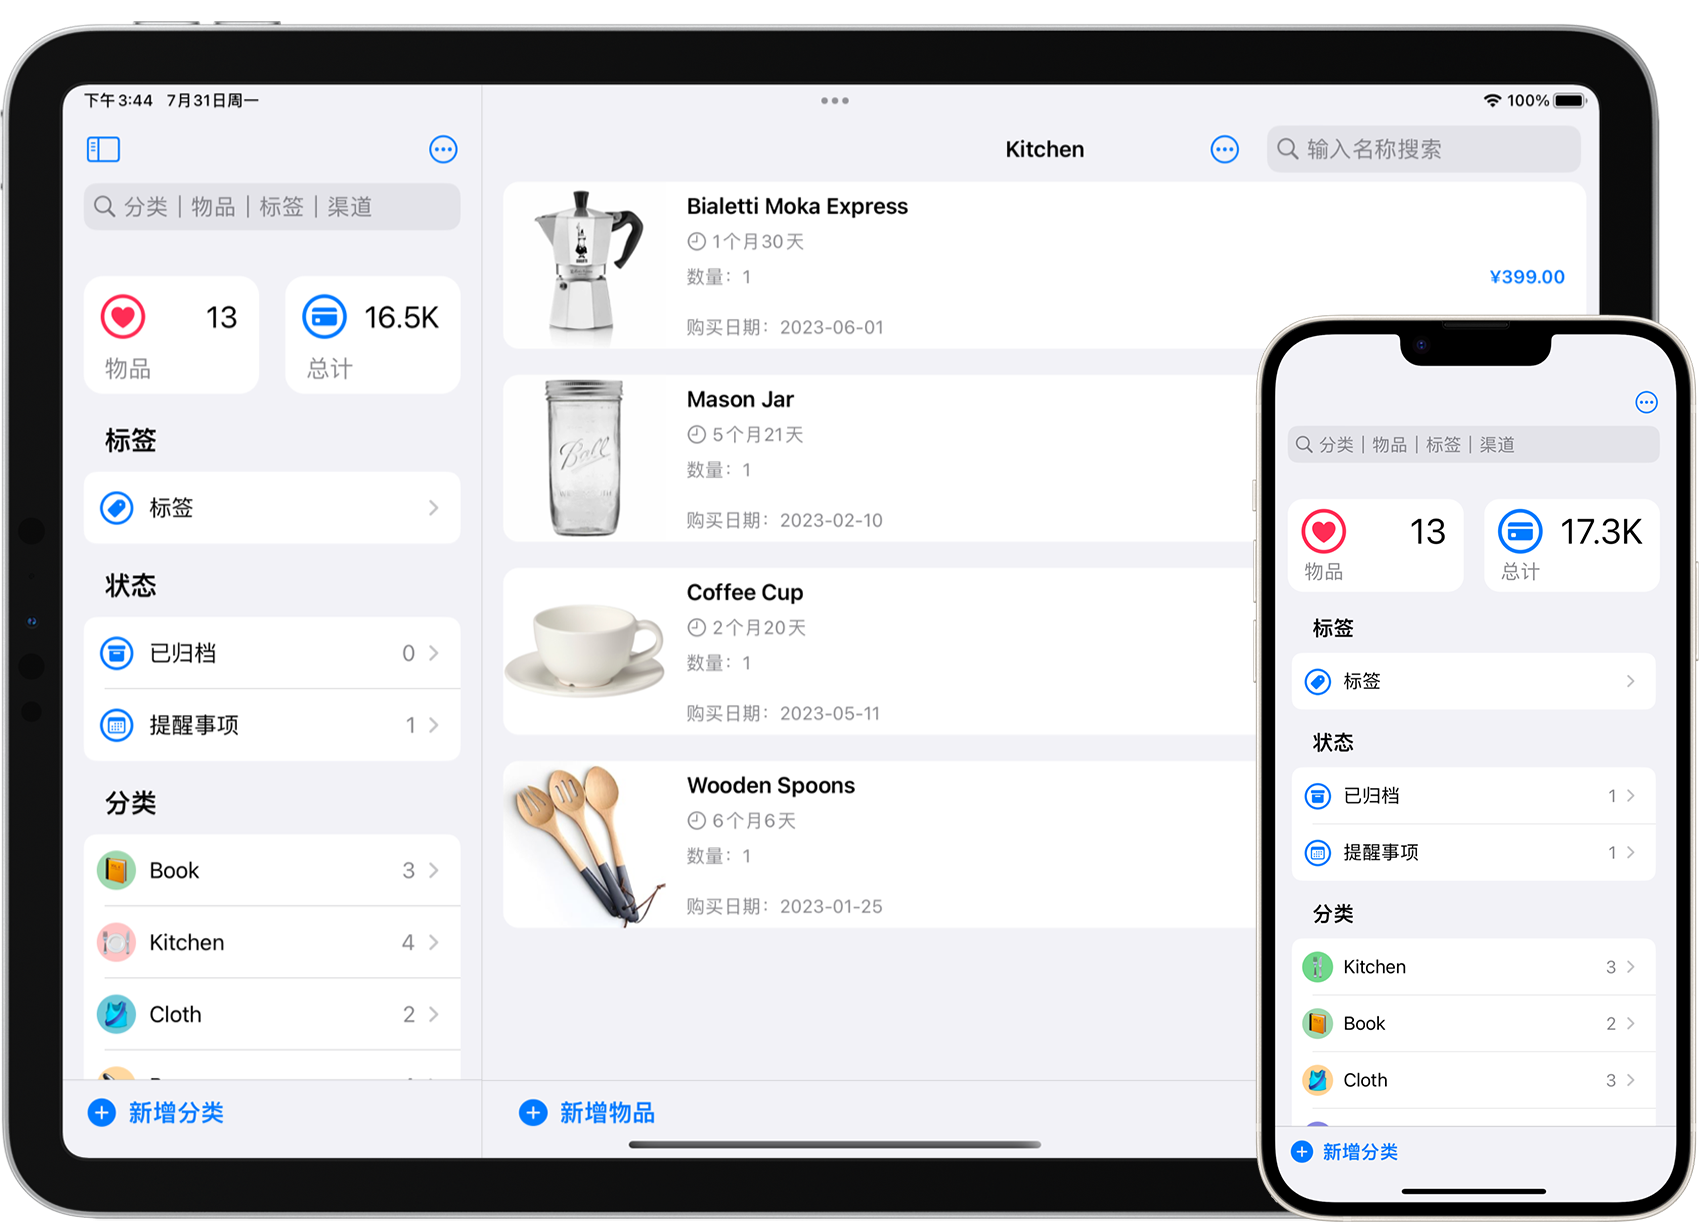 下午3:44 7月31日周一
100%
分类 | 物品 | 标签 | 渠道
13
物品
16.5K
总计
标签
标签
状态
已归档 0
提醒事项 1
分类
Book 3
Kitchen 4
Cloth 2
新增分类
Kitchen
输入名称搜索
Bialetti Moka Express
1个月30天
数量：1
¥399.00
购买日期：2023-06-01
Mason Jar
5个月21天
数量：1
购买日期：2023-02-10
Ball
Coffee Cup
2个月20天
数量：1
购买日期：2023-05-11
Wooden Spoons
6个月6天
数量：1
购买日期：2023-01-25
新增物品
分类 | 物品 | 标签 | 渠道
13
物品
17.3K
总计
标签
标签
状态
已归档 1
提醒事项 1
分类
Kitchen 3
Book 2
Cloth 3
新增分类